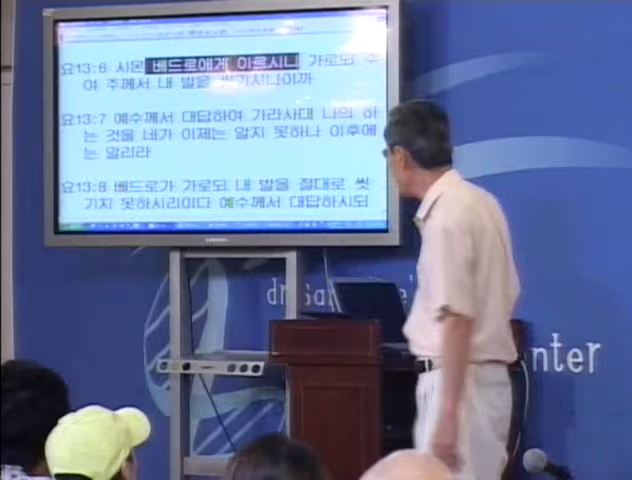 요13:6 시몬 베드로에게 이르시니 가로되 주
여 주께서 내 발을 씻기시나이까
요13:7 예수께서 대답하여 가라사대 나의 하
는 것을 네가 이제는 알지 못하나 이후에
는 알리라
요13:8 베드로가 가로되 내 발을 절대로 씻
기지 못하시리이다 예수께서 대답하시되
nter